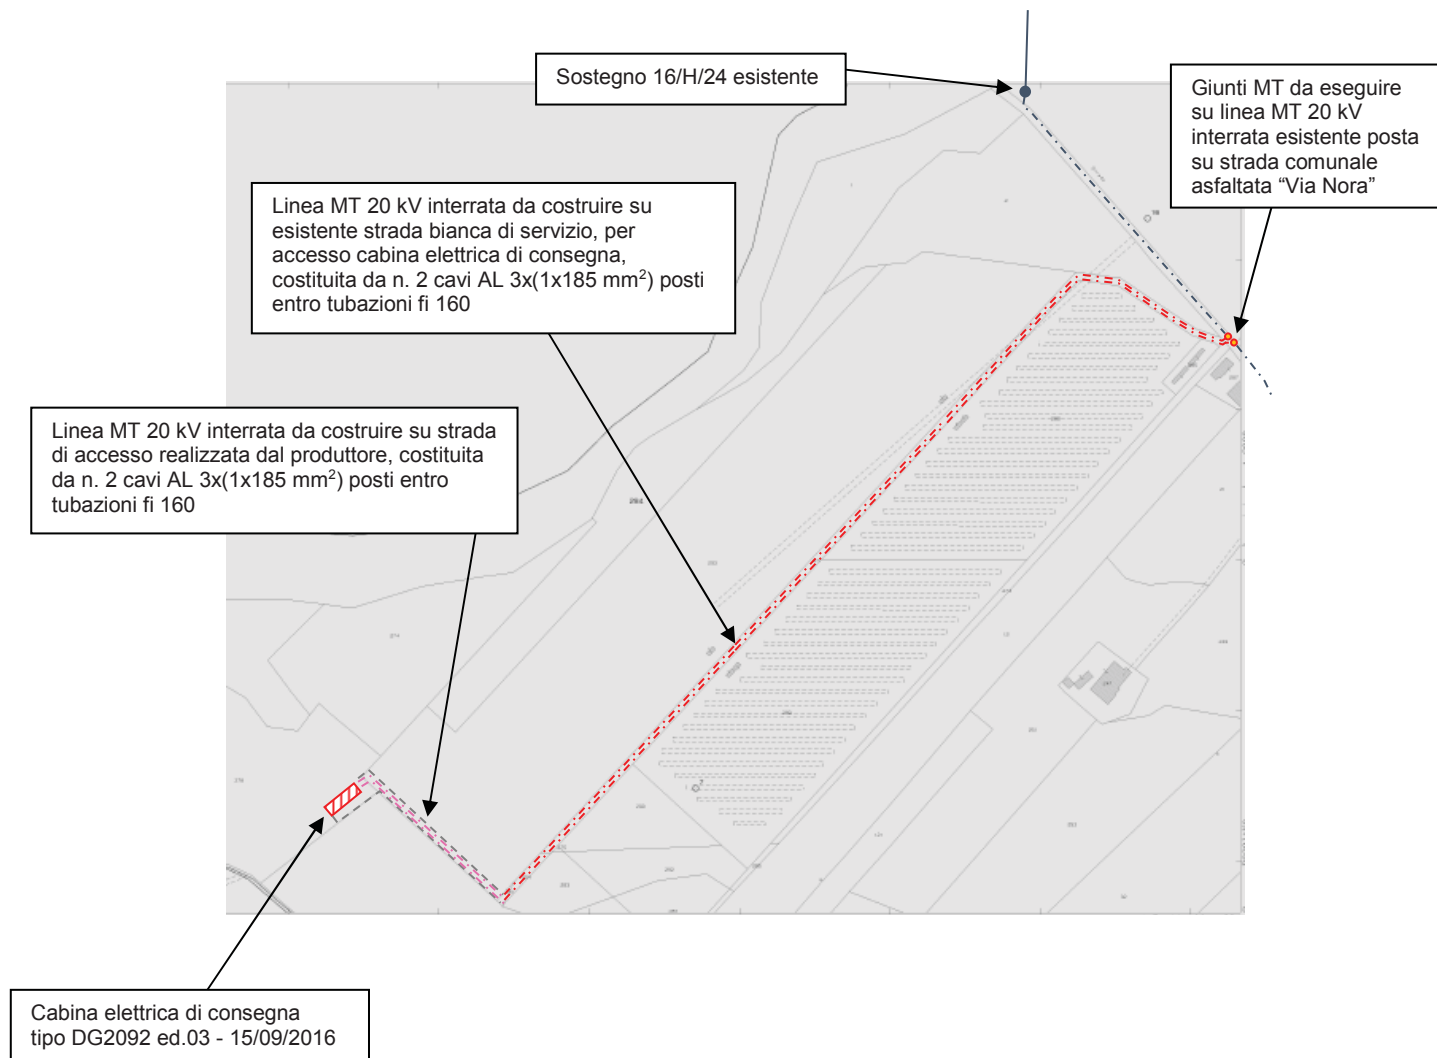 Sostegno 16/H/24 esistente
Giunti MT da eseguire
su linea MT 20 kV
interrata esistente posta
su strada comunale
asfaltata “Via Nora”
Linea MT 20 kV interrata da costruire su
esistente strada bianca di servizio, per
accesso cabina elettrica di consegna,
costituita da n. 2 cavi AL 3x(1x185 mm²) posti
entro tubazioni fi 160
Linea MT 20 kV interrata da costruire su strada
di accesso realizzata dal produttore, costituita
da n. 2 cavi AL 3x(1x185 mm²) posti entro
tubazioni fi 160
294
Cabina elettrica di consegna
tipo DG2092 ed.03 - 15/09/2016